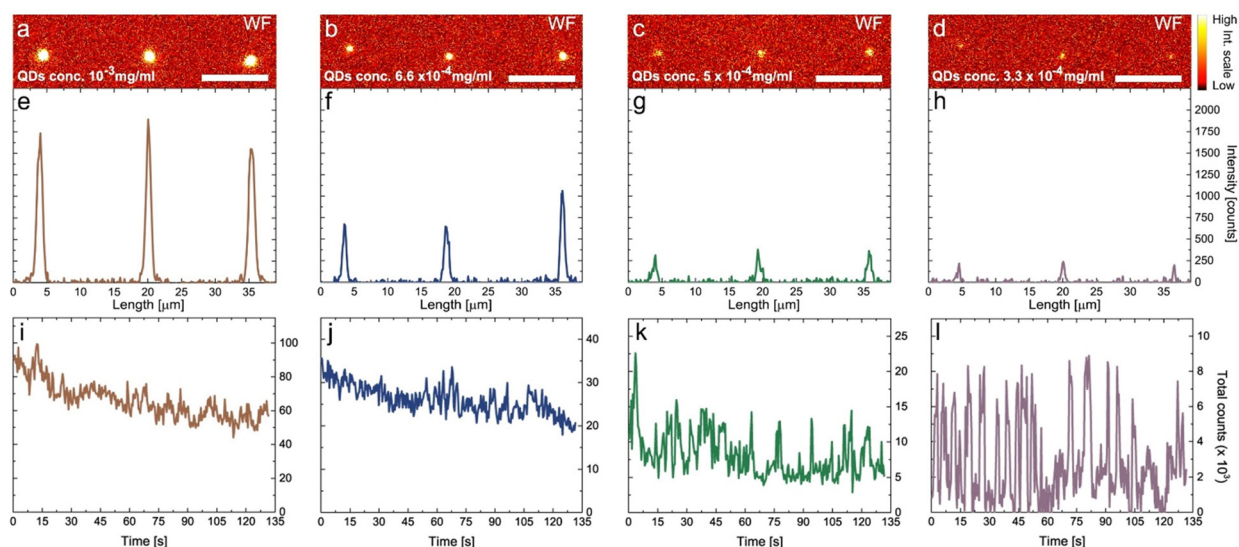 a WF b WF c WF d WF High
Int. scale
QDs conc. 10-3mg/ml QDs conc. 6.6 x10-4mg/ml QDs conc. 5 x 10-4mg/ml QDs conc. 3.3 x 10-4mg/ml Low
e f g h 2000
1750
1500
1250
1000
750
500
250
0
Intensity [counts]
0 5 10 15 20 25 30 35 0 5 10 15 20 25 30 35 0 5 10 15 20 25 30 35 0 5 10 15 20 25 30 35
Length [μm] Length [μm] Length [μm] Length [μm]
i 100 j 40 k 25 l 10
80 30 20 8
60 20 15 6
40 10 10 4
20 0 5 2
0 0 0
Total counts (x 10³)
0 15 30 45 60 75 90 105 120 135 0 15 30 45 60 75 90 105 120 135 0 15 30 45 60 75 90 105 120 135 0 15 30 45 60 75 90 105 120 135
Time [s] Time [s] Time [s] Time [s]